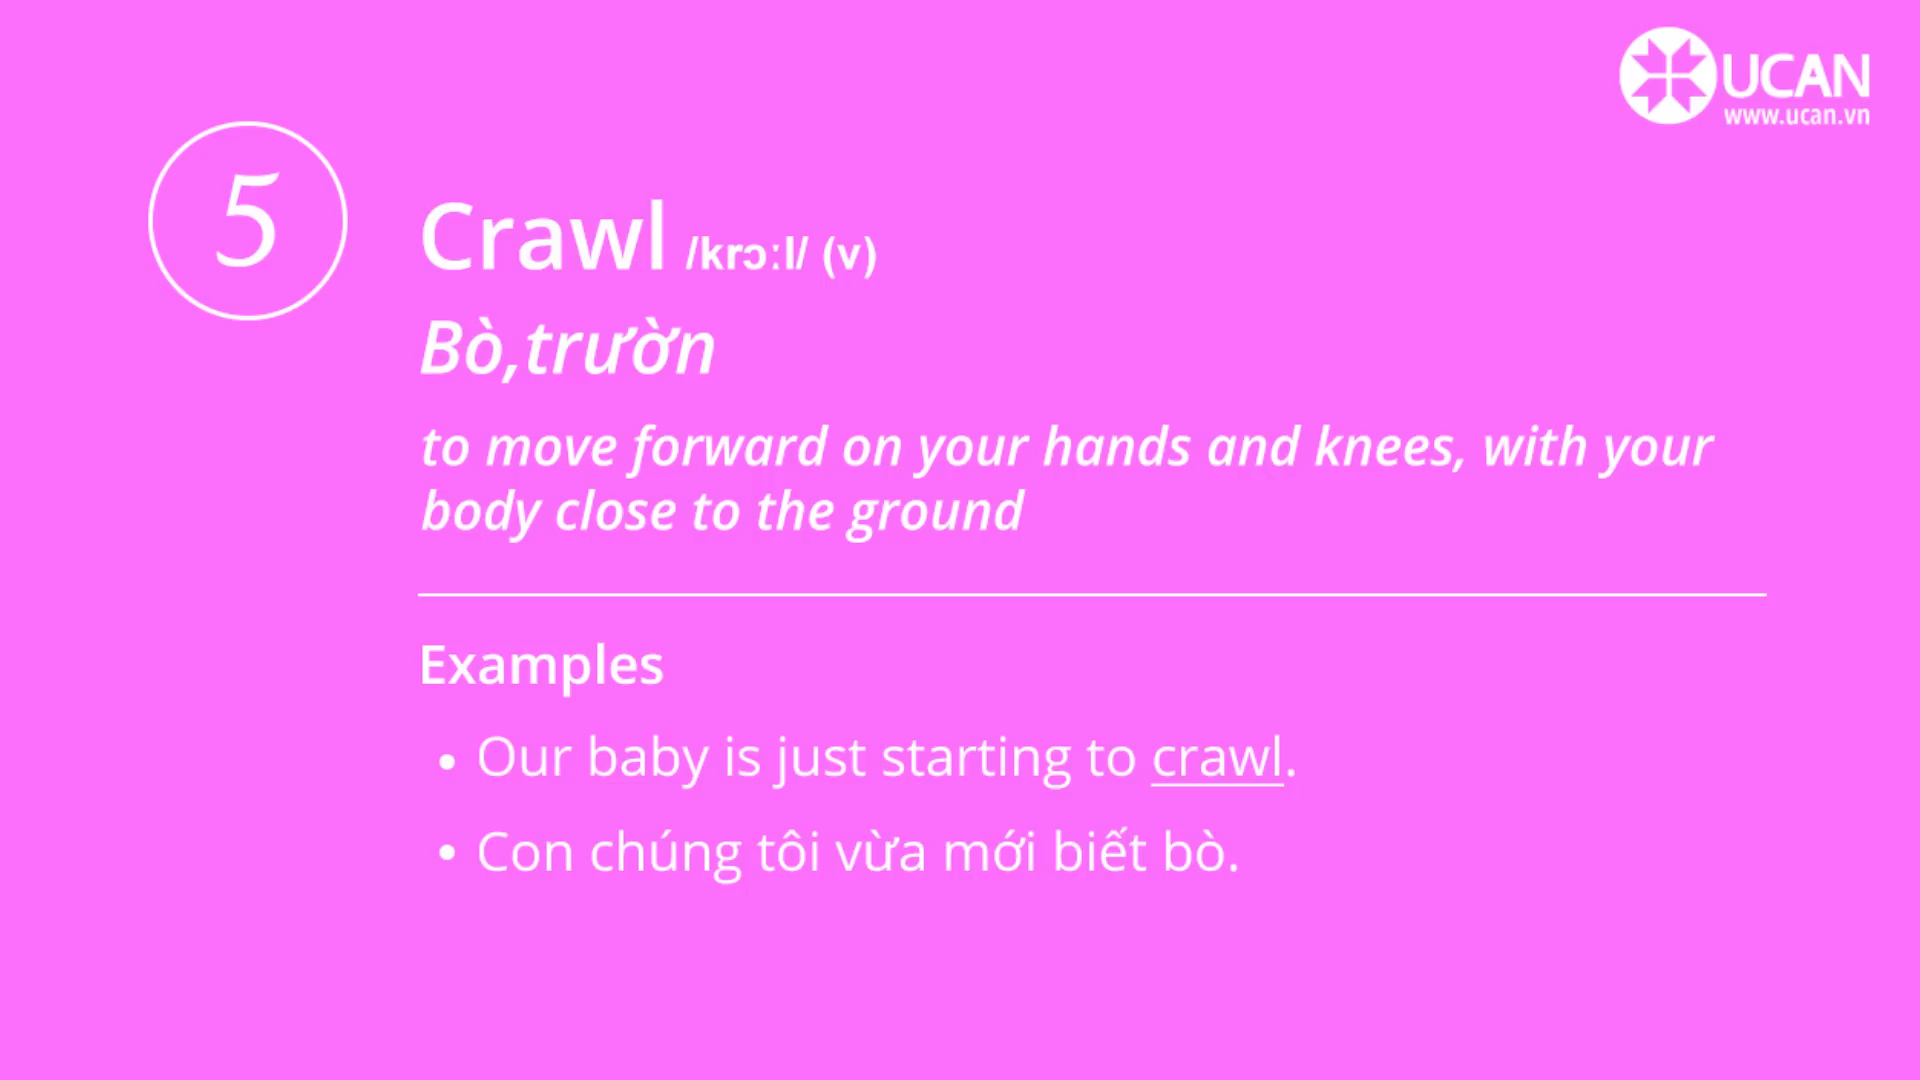 UCAN
www.ucan.vn
5
Crawl /krɔːl/ (v)
Bò,trườn
to move forward on your hands and knees, with your
body close to the ground
Examples
• Our baby is just starting to crawl.
• Con chúng tôi vừa mới biết bò.